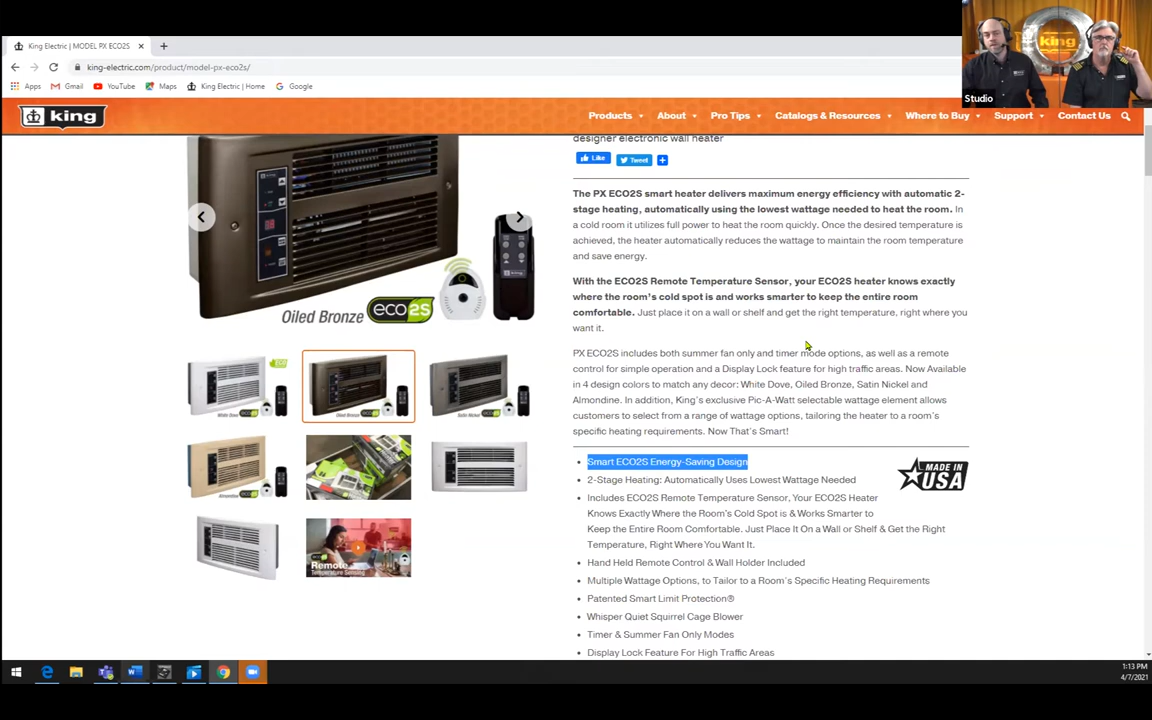 King Electric | MODEL PX ECO2S
king-electric.com/product/model-px-eco2s/
Apps Gmail YouTube Maps King Electric | Home Google
king
Studio
king
Products About Pro Tips Catalogs & Resources Where to Buy Support Contact Us
designer electronic wall heater
Like Tweet
The PX ECO2S smart heater delivers maximum energy efficiency with automatic 2-
stage heating, automatically using the lowest wattage needed to heat the room. In
a cold room it utilizes full power to heat the room quickly. Once the desired temperature is
achieved, the heater automatically reduces the wattage to maintain the room temperature
and save energy.
With the ECO2S Remote Temperature Sensor, your ECO2S heater knows exactly
where the room's cold spot is and works smarter to keep the entire room
comfortable. Just place it on a wall or shelf and get the right temperature, right where you
want it.
PX ECO2S includes both summer fan only and timer mode options, as well as a remote
control for simple operation and a Display Lock feature for high traffic areas. Now Available
in 4 design colors to match any decor: White Dove, Oiled Bronze, Satin Nickel and
Almondine. In addition, King's exclusive Pic-A-Watt selectable wattage element allows
customers to select from a range of wattage options, tailoring the heater to a room's
specific heating requirements. Now That's Smart!
Smart ECO2S Energy-Saving Design
2-Stage Heating: Automatically Uses Lowest Wattage Needed
Includes ECO2S Remote Temperature Sensor, Your ECO2S Heater
Knows Exactly Where the Room's Cold Spot is & Works Smarter to
Keep the Entire Room Comfortable. Just Place It On a Wall or Shelf & Get the Right
Temperature, Right Where You Want It.
Hand Held Remote Control & Wall Holder Included
Multiple Wattage Options, to Tailor to a Room's Specific Heating Requirements
Patented Smart Limit Protection®
Whisper Quiet Squirrel Cage Blower
Timer & Summer Fan Only Modes
Display Lock Feature For High Traffic Areas
MADE IN
USA
Oiled Bronze eco2S
White Dove
Satin Nickel
Almondine
Remote
Temperature Sensing
1:13 PM
4/7/2021